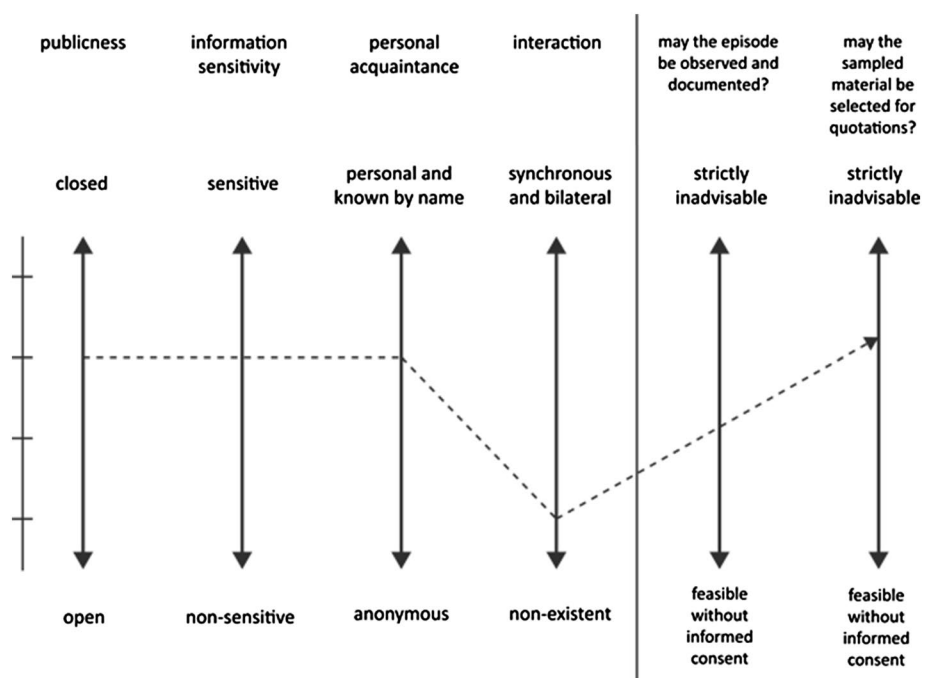 publicness
information
sensitivity
personal
acquaintance
interaction
may the episode
be observed and
documented?
may the
sampled
material be
selected for
quotations?
closed
sensitive
personal and
known by name
synchronous
and bilateral
strictly
inadvisable
strictly
inadvisable
open
non-sensitive
anonymous
non-existent
feasible
without
informed
consent
feasible
without
informed
consent